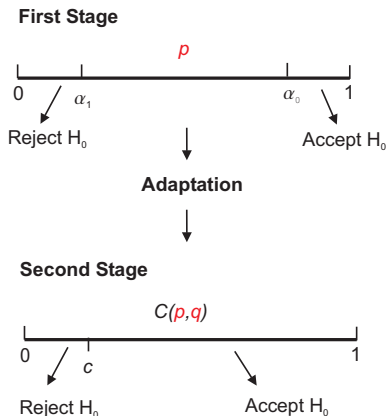 First Stage
p
0 α₁ α₀ 1
Reject H₀ Accept H₀
Adaptation
Second Stage
C(p,q)
0 c 1
Reject H₀ Accept H₀